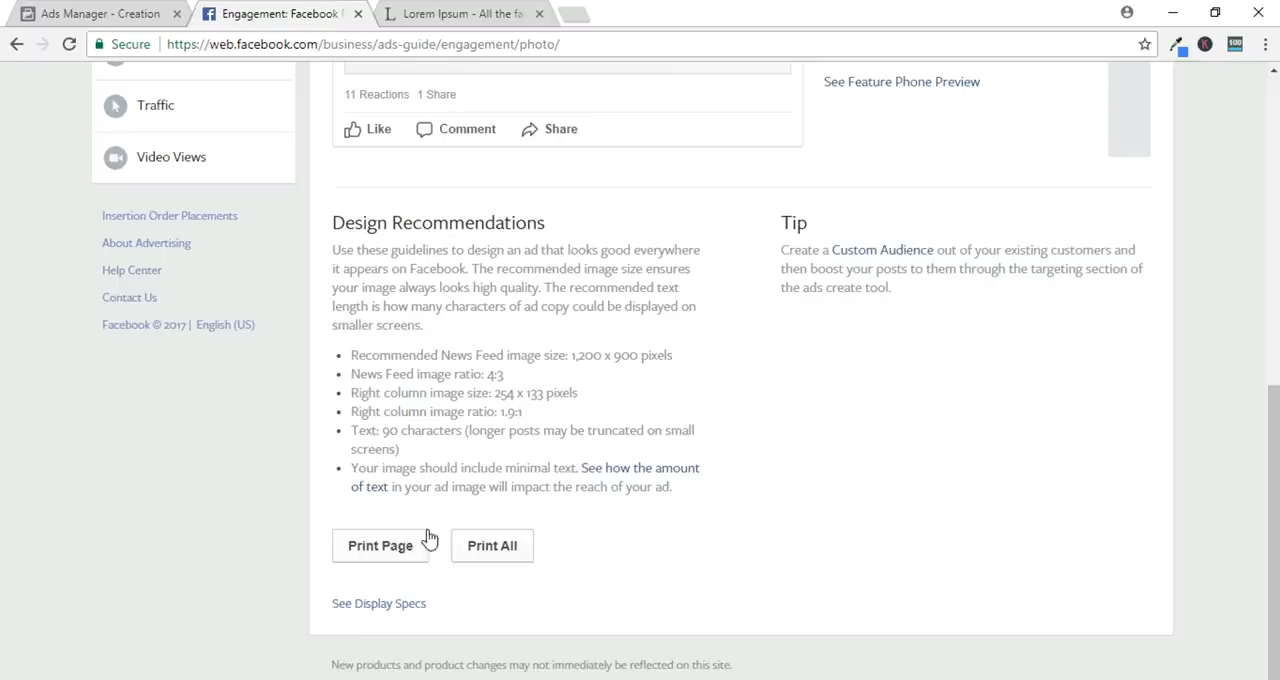 Ads Manager - Creation
Engagement: Facebook
Lorem Ipsum - All the fa
Secure
https://web.facebook.com/business/ads-guide/engagement/photo/
K
100
Traffic
Video Views
Insertion Order Placements
About Advertising
Help Center
Contact Us
Facebook © 2017 | English (US)
11 Reactions 1 Share
Like Comment Share
See Feature Phone Preview
Design Recommendations
Use these guidelines to design an ad that looks good everywhere
it appears on Facebook. The recommended image size ensures
your image always looks high quality. The recommended text
length is how many characters of ad copy could be displayed on
smaller screens.
• Recommended News Feed image size: 1,200 x 900 pixels
• News Feed image ratio: 4:3
• Right column image size: 254 x 133 pixels
• Right column image ratio: 1.9:1
• Text: 90 characters (longer posts may be truncated on small
screens)
• Your image should include minimal text. See how the amount
of text in your ad image will impact the reach of your ad.
Tip
Create a Custom Audience out of your existing customers and
then boost your posts to them through the targeting section of
the ads create tool.
Print Page Print All
See Display Specs
New products and product changes may not immediately be reflected on this site.